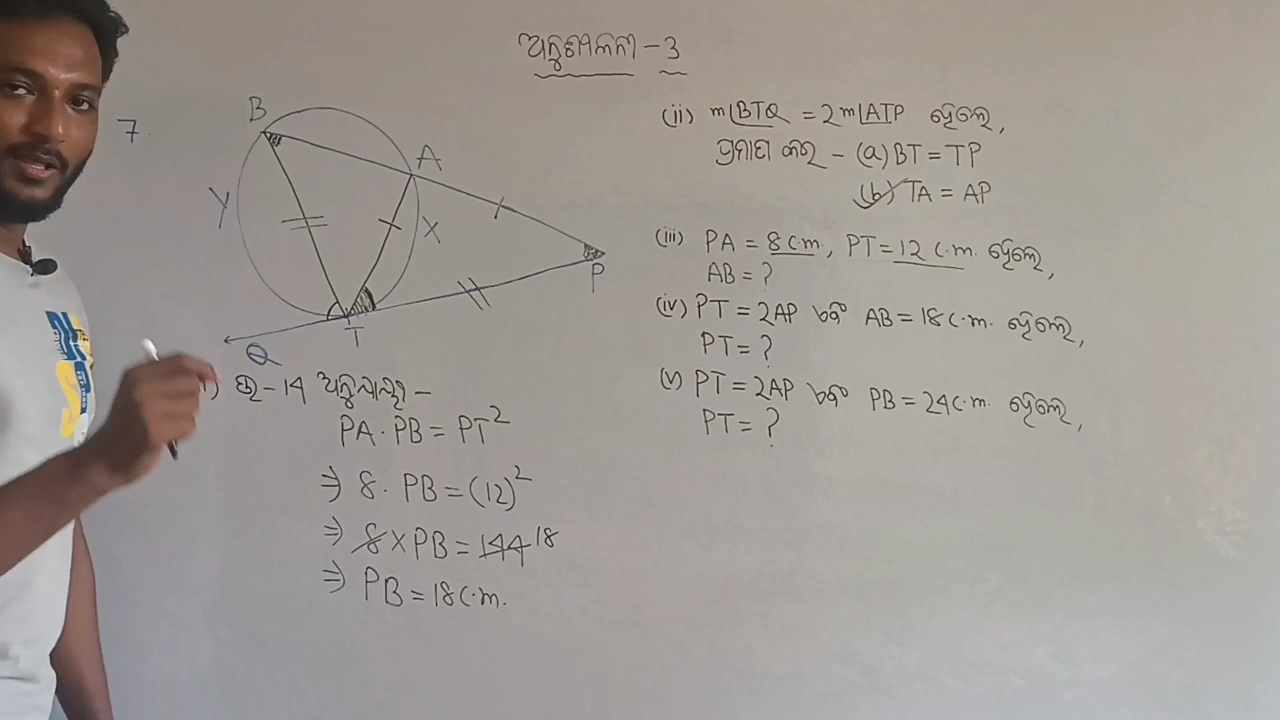 ଅନୁଶୀଳନୀ - 3
7.
B
A
Y
X
P
T
Q
(ii) m∠BTQ = 2m∠ATP ହେଲେ,
ପ୍ରମାଣ କର - (a) BT = TP
(b) TA = AP
(iii) PA = 8 c.m., PT = 12 c.m. ହେଲେ,
AB = ?
(iv) PT = 2AP ଏବଂ AB = 18 c.m. ହେଲେ,
PT = ?
(v) PT = 2AP ଏବଂ PB = 24 c.m. ହେଲେ,
PT = ?
i) ଉ-14 ଅନୁଯାୟୀ -
PA · PB = PT²
⇒ 8 · PB = (12)²
⇒ 8 × PB = 144 18
⇒ PB = 18 c.m.